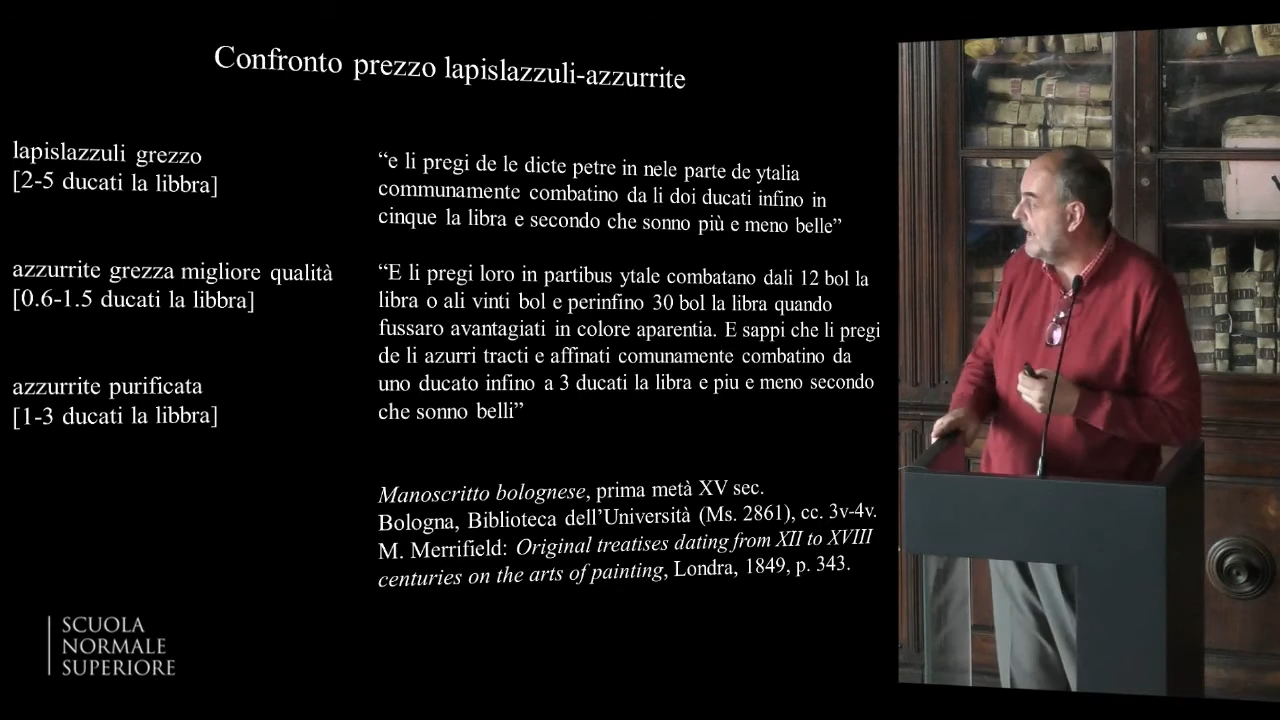 Confronto prezzo lapislazzuli-azzurrite
lapislazzuli grezzo
[2-5 ducati la libbra]
“e li pregi de le dicte petre in nele parte de ytalia
communamente combatino da li doi ducati infino in
cinque la libra e secondo che sonno più e meno belle”
azzurrite grezza migliore qualità
[0.6-1.5 ducati la libbra]
“E li pregi loro in partibus ytale combatano dali 12 bol la
libra o ali vinti bol e perinfino 30 bol la libra quando
fussaro avantagiati in colore aparentia. E sappi che li pregi
de li azurri tracti e affinati comunamente combatino da
uno ducato infino a 3 ducati la libra e piu e meno secondo
che sonno belli”
azzurrite purificata
[1-3 ducati la libbra]
Manoscritto bolognese, prima metà XV sec.
Bologna, Biblioteca dell’Università (Ms. 2861), cc. 3v-4v.
M. Merrifield: Original treatises dating from XII to XVIII
centuries on the arts of painting, Londra, 1849, p. 343.
SCUOLA
NORMALE
SUPERIORE